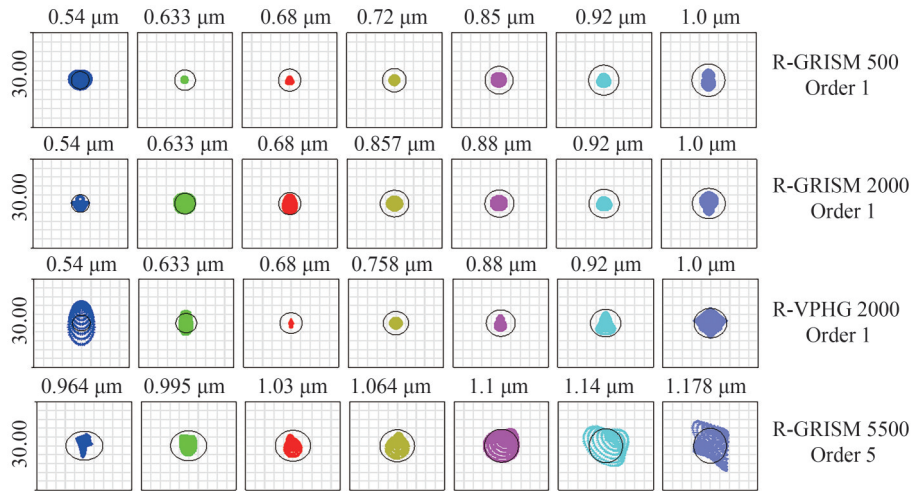 0.54 μm 0.633 μm 0.68 μm 0.72 μm 0.85 μm 0.92 μm 1.0 μm
30.00
R-GRISM 500
Order 1
0.54 μm 0.633 μm 0.68 μm 0.857 μm 0.88 μm 0.92 μm 1.0 μm
30.00
R-GRISM 2000
Order 1
0.54 μm 0.633 μm 0.68 μm 0.758 μm 0.88 μm 0.92 μm 1.0 μm
30.00
R-VPHG 2000
Order 1
0.964 μm 0.995 μm 1.03 μm 1.064 μm 1.1 μm 1.14 μm 1.178 μm
30.00
R-GRISM 5500
Order 5